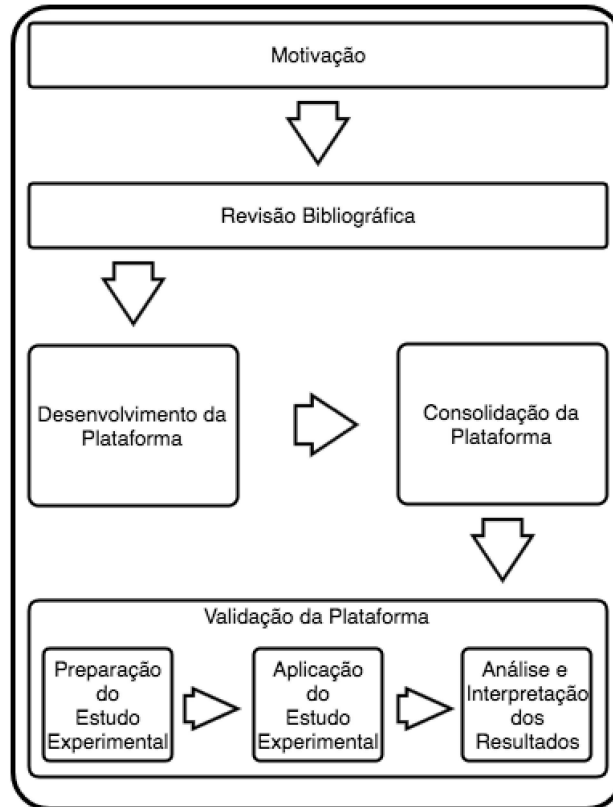 Motivação
Revisão Bibliográfica
Desenvolvimento da
Plataforma
Consolidação da
Plataforma
Validação da Plataforma
Preparação
do
Estudo
Experimental
Aplicação
do
Estudo
Experimental
Análise e
Interpretação
dos
Resultados